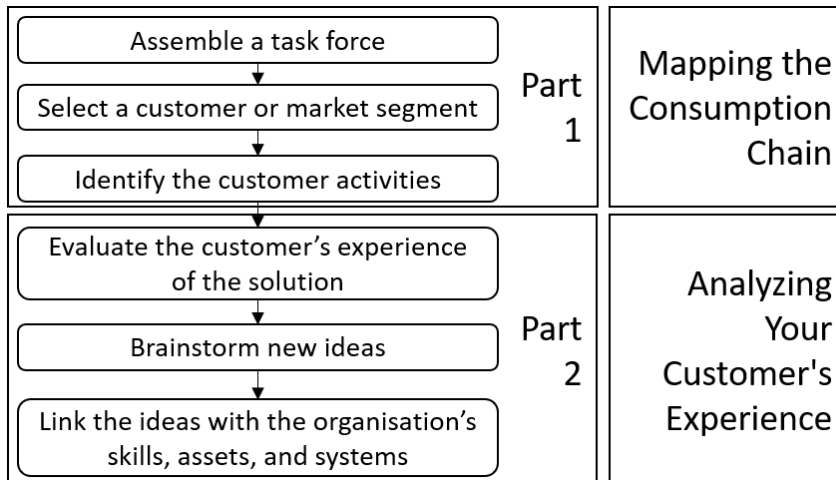 Assemble a task force
Select a customer or market segment
Identify the customer activities
Part
1
Mapping the
Consumption
Chain
Evaluate the customer’s experience
of the solution
Brainstorm new ideas
Link the ideas with the organisation’s
skills, assets, and systems
Part
2
Analyzing
Your
Customer's
Experience